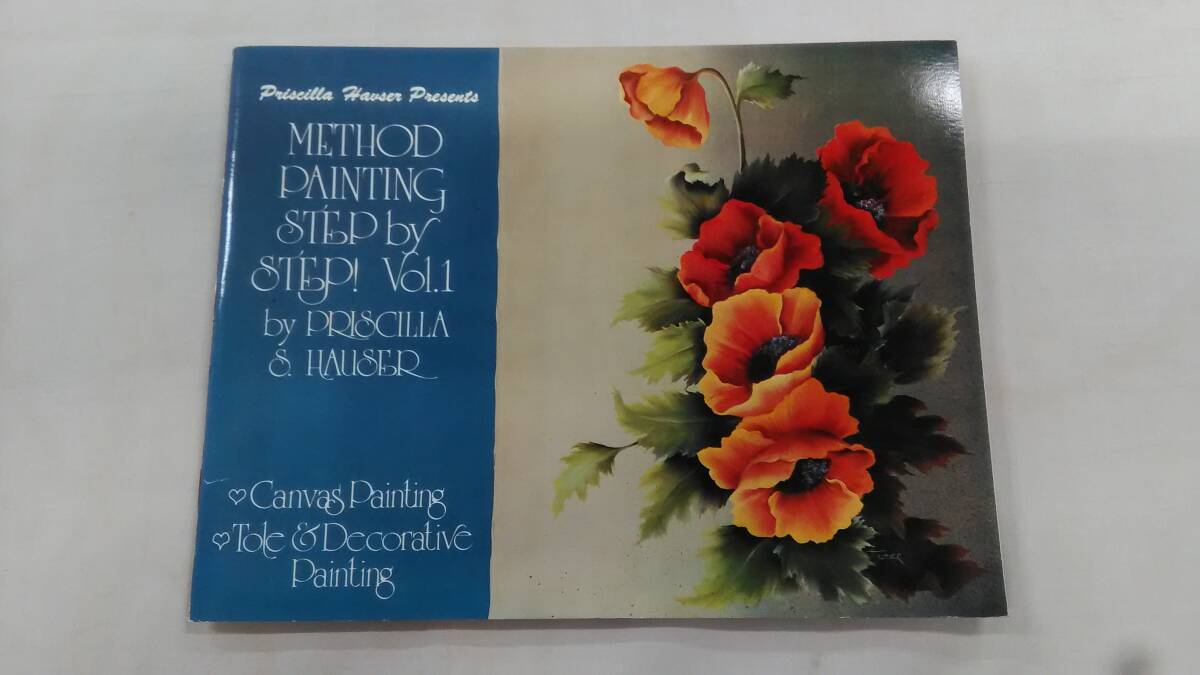 Priscilla Hauser Presents
METHOD
PAINTING
STEP by
STEP! Vol.1
by PRISCILLA
S. HAUSER
♡ Canvas Painting
♡ Tole & Decorative
Painting